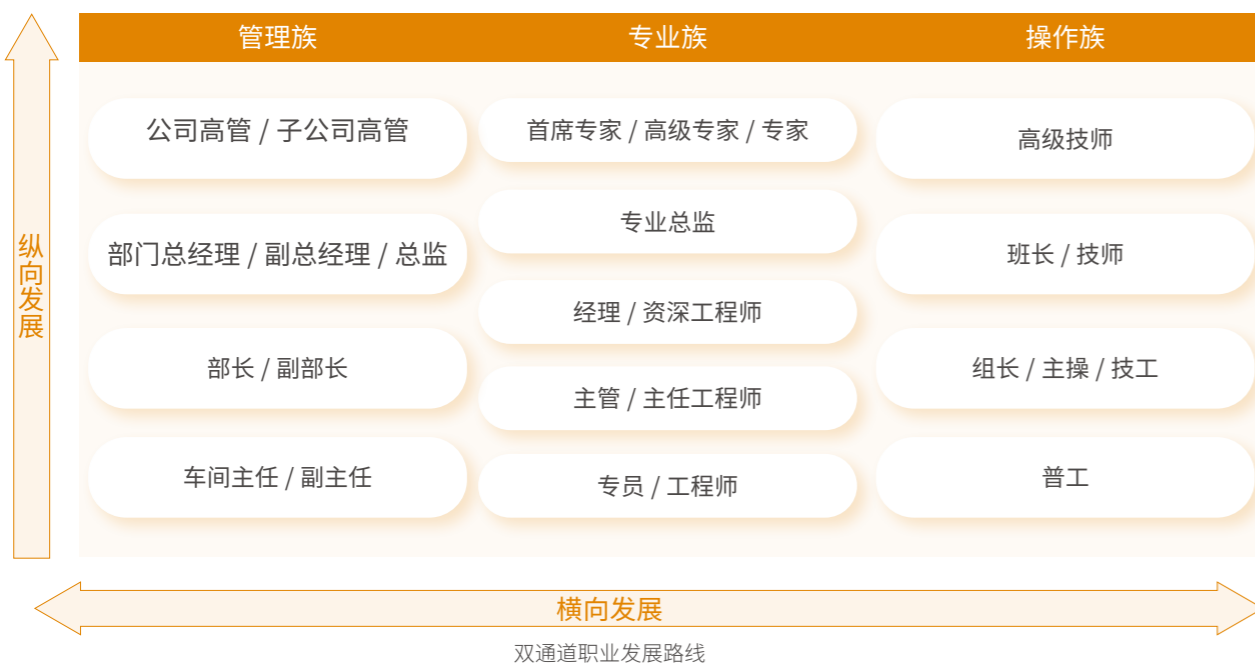 管理族
专业族
操作族
纵向发展
公司高管 / 子公司高管
部门总经理 / 副总经理 / 总监
部长 / 副部长
车间主任 / 副主任
首席专家 / 高级专家 / 专家
专业总监
经理 / 资深工程师
主管 / 主任工程师
专员 / 工程师
高级技师
班长 / 技师
组长 / 主操 / 技工
普工
横向发展
双通道职业发展路线